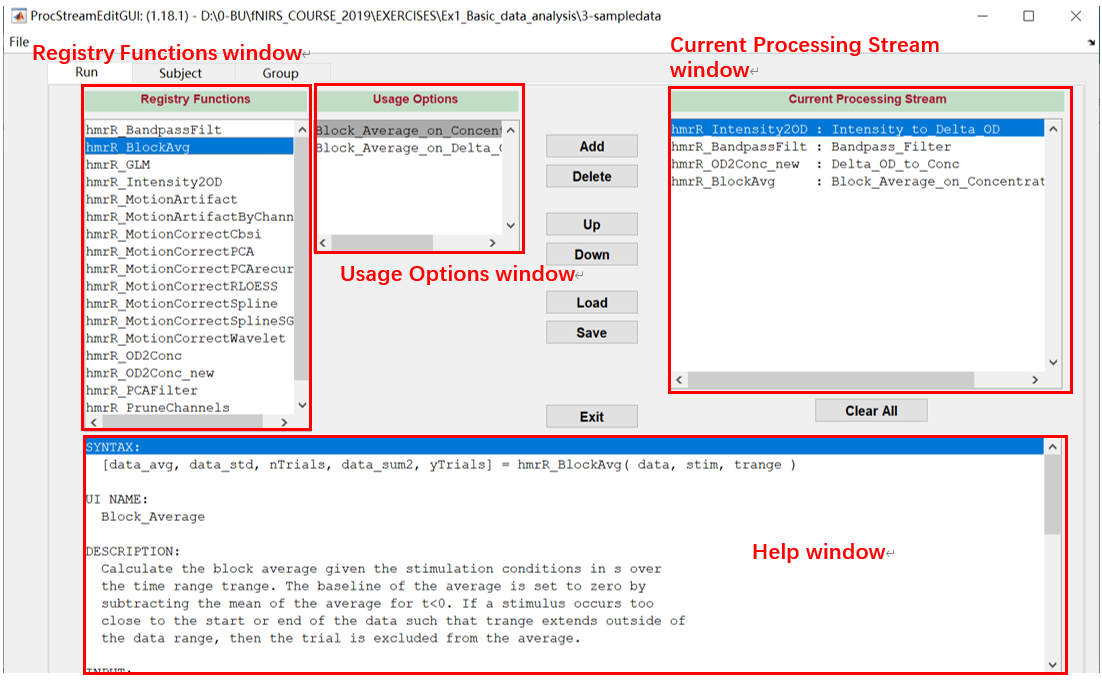 ProcStreamEditGUI: (1.18.1) - D:\0-BU\fNIRS_COURSE_2019\EXERCISES\Ex1_Basic_data_analysis\3-sampledata
File
Registry Functions window
Current Processing Stream
window
Run
Subject
Group
Registry Functions
hmrR_BandpassFilt
hmrR_BlockAvg
hmrR_GLM
hmrR_Intensity2OD
hmrR_MotionArtifact
hmrR_MotionArtifactByChann
hmrR_MotionCorrectCbsi
hmrR_MotionCorrectPCA
hmrR_MotionCorrectPCArecur
hmrR_MotionCorrectRLOESS
hmrR_MotionCorrectSpline
hmrR_MotionCorrectSplineSG
hmrR_MotionCorrectWavelet
hmrR_OD2Conc
hmrR_OD2Conc_new
hmrR_PCAFilter
hmrR_PruneChannels
Usage Options
Block_Average_on_Concent
Block_Average_on_Delta_
Usage Options window
Add
Delete
Up
Down
Load
Save
Exit
Current Processing Stream
hmrR_Intensity2OD : Intensity_to_Delta_OD
hmrR_BandpassFilt : Bandpass_Filter
hmrR_OD2Conc_new : Delta_OD_to_Conc
hmrR_BlockAvg : Block_Average_on_Concentrat
Clear All
SYNTAX:
[data_avg, data_std, nTrials, data_sum2, yTrials] = hmrR_BlockAvg( data, stim, trange )
UI NAME:
Block_Average
DESCRIPTION:
Calculate the block average given the stimulation conditions in s over
the time range trange. The baseline of the average is set to zero by
subtracting the mean of the average for t<0. If a stimulus occurs too
close to the start or end of the data such that trange extends outside of
the data range, then the trial is excluded from the average.
INPUT:
Help window